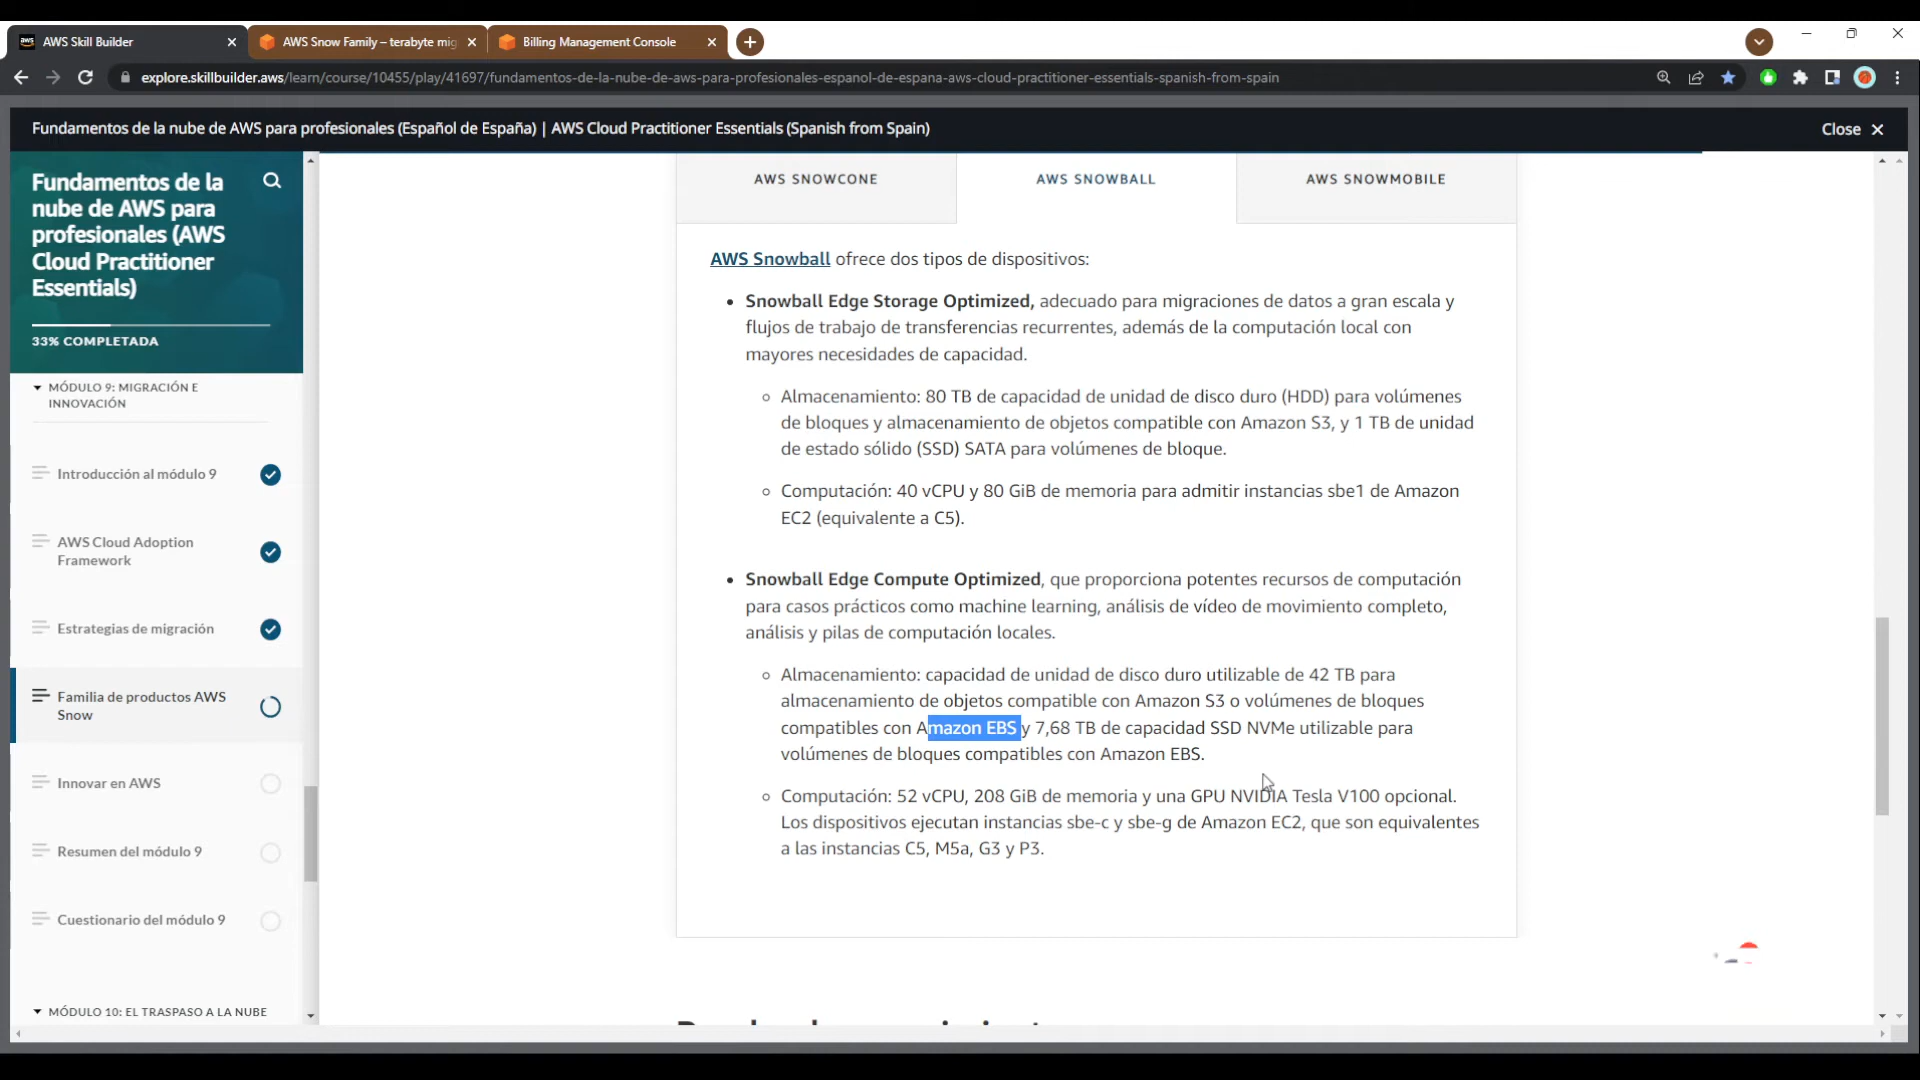 AWS Skill Builder
AWS Snow Family – terabyte mig
Billing Management Console
explore.skillbuilder.aws/learn/course/10455/play/41697/fundamentos-de-la-nube-de-aws-para-profesionales-espanol-de-espana-aws-cloud-practitioner-essentials-spanish-from-spain
Fundamentos de la nube de AWS para profesionales (Español de España) | AWS Cloud Practitioner Essentials (Spanish from Spain)
Close
Fundamentos de la
nube de AWS para
profesionales (AWS
Cloud Practitioner
Essentials)
33% COMPLETADA
MÓDULO 9: MIGRACIÓN E
INNOVACIÓN
Introducción al módulo 9
AWS Cloud Adoption
Framework
Estrategias de migración
Familia de productos AWS
Snow
Innovar en AWS
Resumen del módulo 9
Cuestionario del módulo 9
MÓDULO 10: EL TRASPASO A LA NUBE
AWS SNOWCONE
AWS SNOWBALL
AWS SNOWMOBILE
AWS Snowball ofrece dos tipos de dispositivos:
• Snowball Edge Storage Optimized, adecuado para migraciones de datos a gran escala y
flujos de trabajo de transferencias recurrentes, además de la computación local con
mayores necesidades de capacidad.
Almacenamiento: 80 TB de capacidad de unidad de disco duro (HDD) para volúmenes
de bloques y almacenamiento de objetos compatible con Amazon S3, y 1 TB de unidad
de estado sólido (SSD) SATA para volúmenes de bloque.
Computación: 40 vCPU y 80 GiB de memoria para admitir instancias sbe1 de Amazon
EC2 (equivalente a C5).
• Snowball Edge Compute Optimized, que proporciona potentes recursos de computación
para casos prácticos como machine learning, análisis de vídeo de movimiento completo,
análisis y pilas de computación locales.
Almacenamiento: capacidad de unidad de disco duro utilizable de 42 TB para
almacenamiento de objetos compatible con Amazon S3 o volúmenes de bloques
compatibles con Amazon EBS y 7,68 TB de capacidad SSD NVMe utilizable para
volúmenes de bloques compatibles con Amazon EBS.
Computación: 52 vCPU, 208 GiB de memoria y una GPU NVIDIA Tesla V100 opcional.
Los dispositivos ejecutan instancias sbe-c y sbe-g de Amazon EC2, que son equivalentes
a las instancias C5, M5a, G3 y P3.